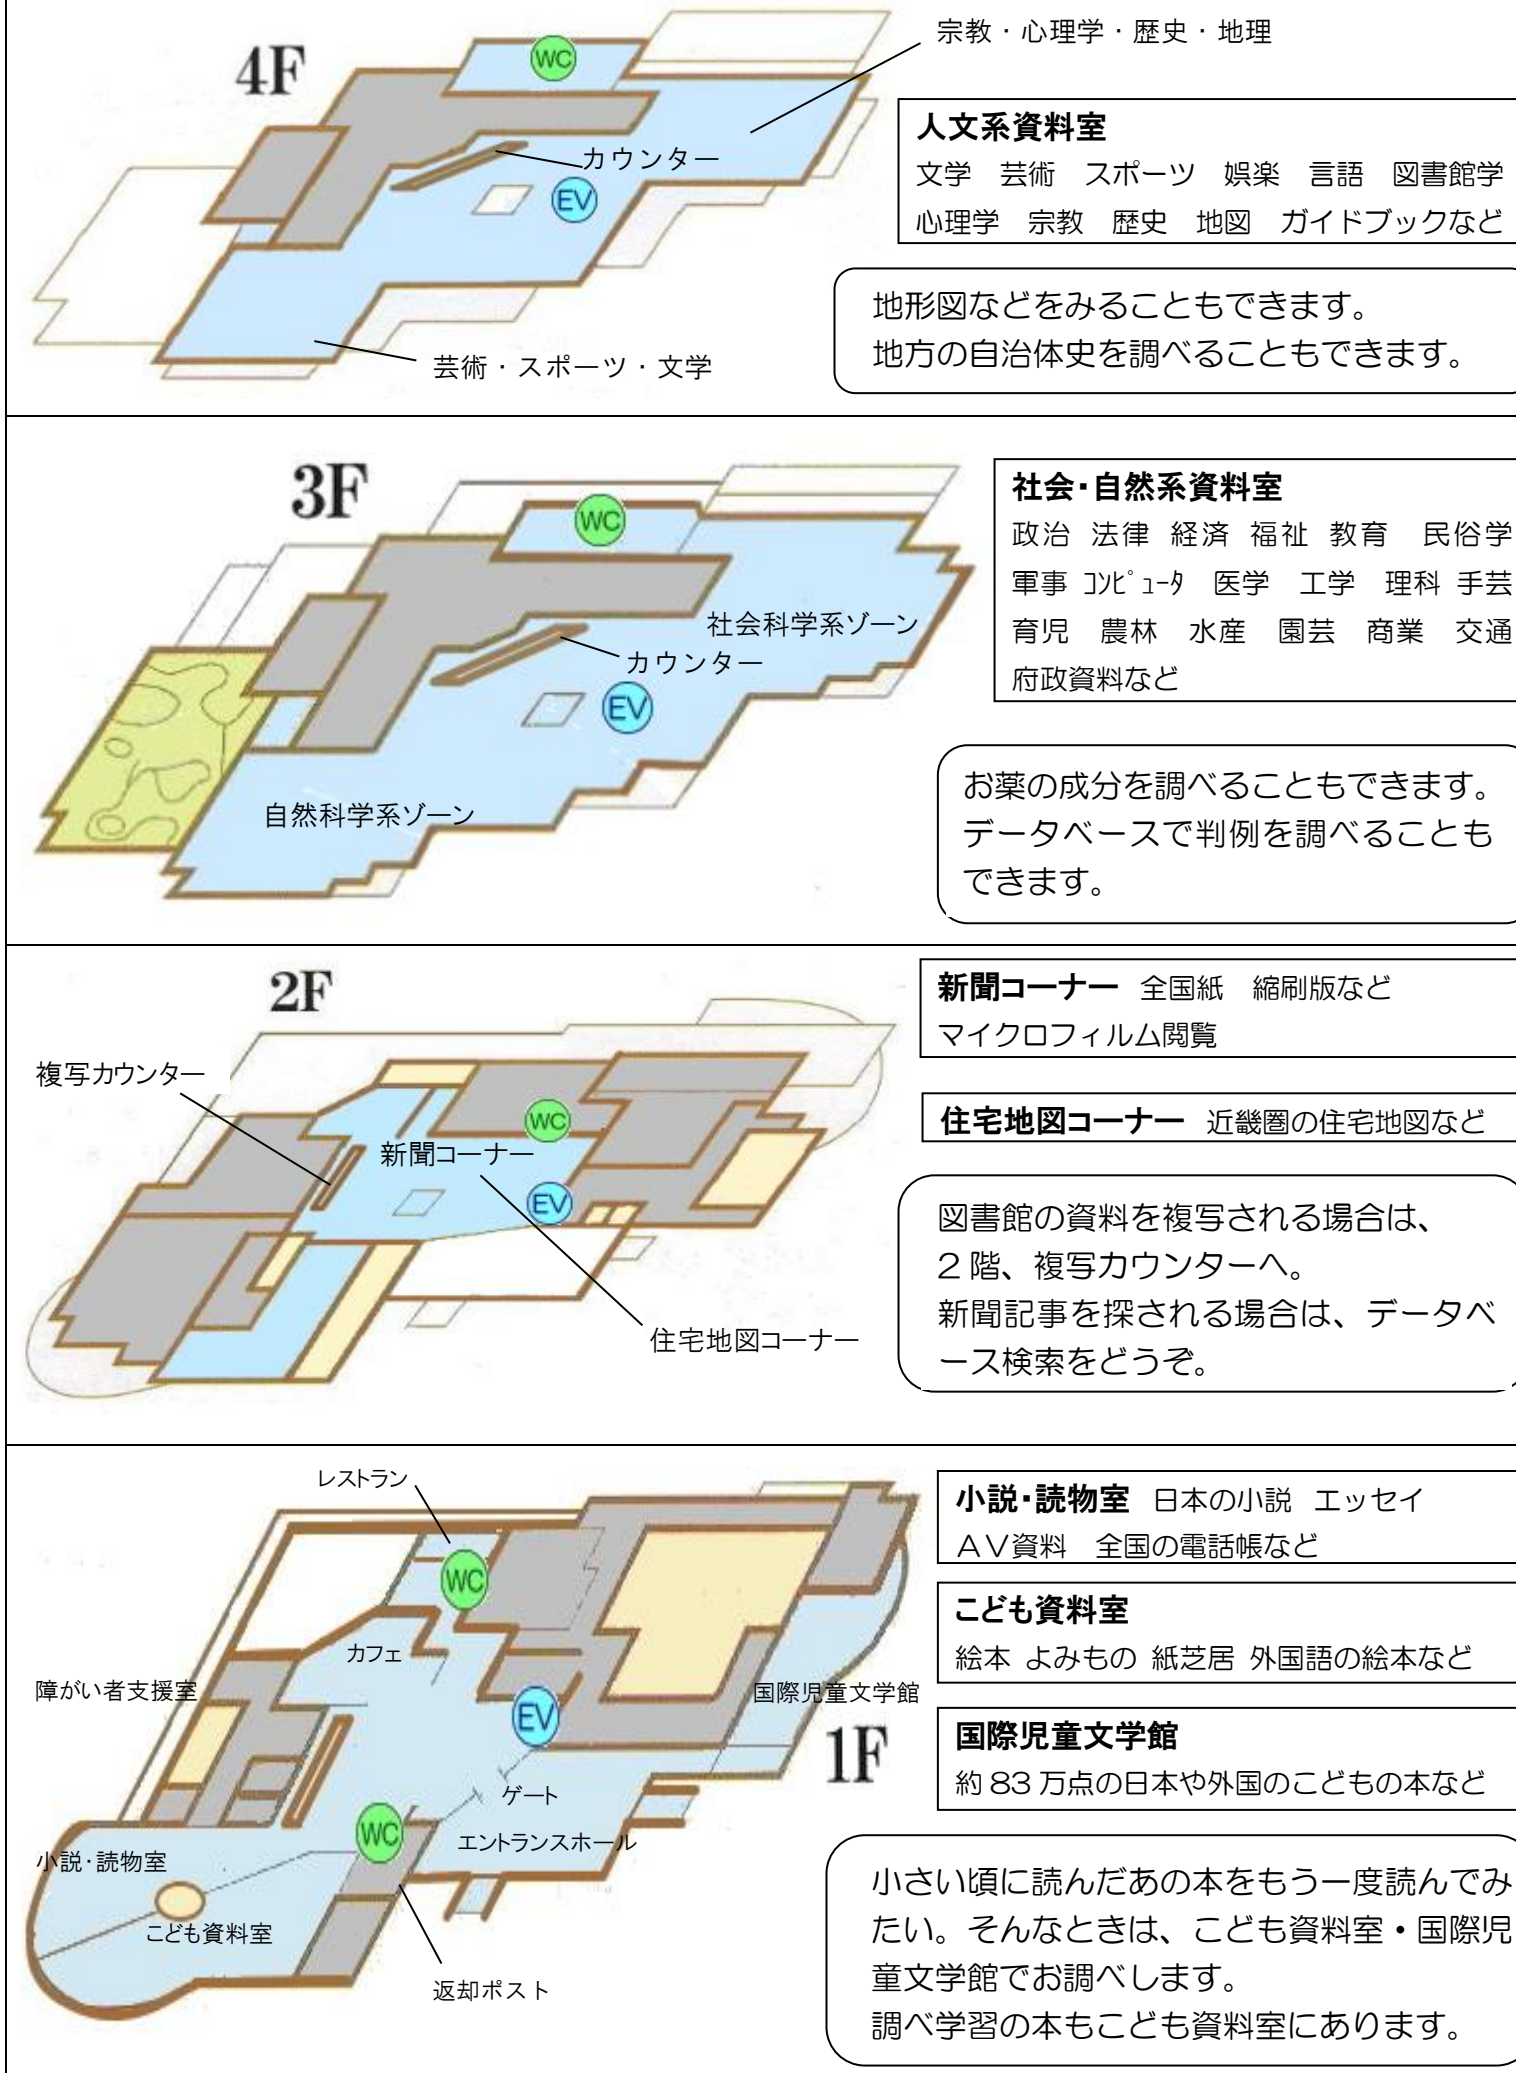 4F
WC
宗教・心理学・歴史・地理
カウンター
EV
芸術・スポーツ・文学
人文系資料室
文学　芸術　スポーツ　娯楽　言語　図書館学
心理学　宗教　歴史　地図　ガイドブックなど
地形図などをみることもできます。
地方の自治体史を調べることもできます。
3F
WC
社会科学系ゾーン
カウンター
EV
自然科学系ゾーン
社会・自然系資料室
政治 法律 経済 福祉 教育　民俗学
軍事 ｺﾝﾋﾟｭｰﾀ　医学　工学　理科 手芸
育児　農林　水産　園芸　商業　交通
府政資料など
お薬の成分を調べることもできます。
データベースで判例を調べることも
できます。
2F
複写カウンター
WC
新聞コーナー
EV
住宅地図コーナー
新聞コーナー 全国紙　縮刷版など
マイクロフィルム閲覧
住宅地図コーナー 近畿圏の住宅地図など
図書館の資料を複写される場合は、
２階、複写カウンターへ。
新聞記事を探される場合は、データベ
ース検索をどうぞ。
レストラン
WC
カフェ
障がい者支援室
国際児童文学館
EV
1F
ゲート
WC
エントランスホール
小説・読物室
こども資料室
返却ポスト
小説・読物室 日本の小説 エッセイ
ＡＶ資料　全国の電話帳など
こども資料室
絵本 よみもの 紙芝居 外国語の絵本など
国際児童文学館
約 83 万点の日本や外国のこどもの本など
小さい頃に読んだあの本をもう一度読んでみ
たい。そんなときは、こども資料室・国際児
童文学館でお調べします。
調べ学習の本もこども資料室にあります。